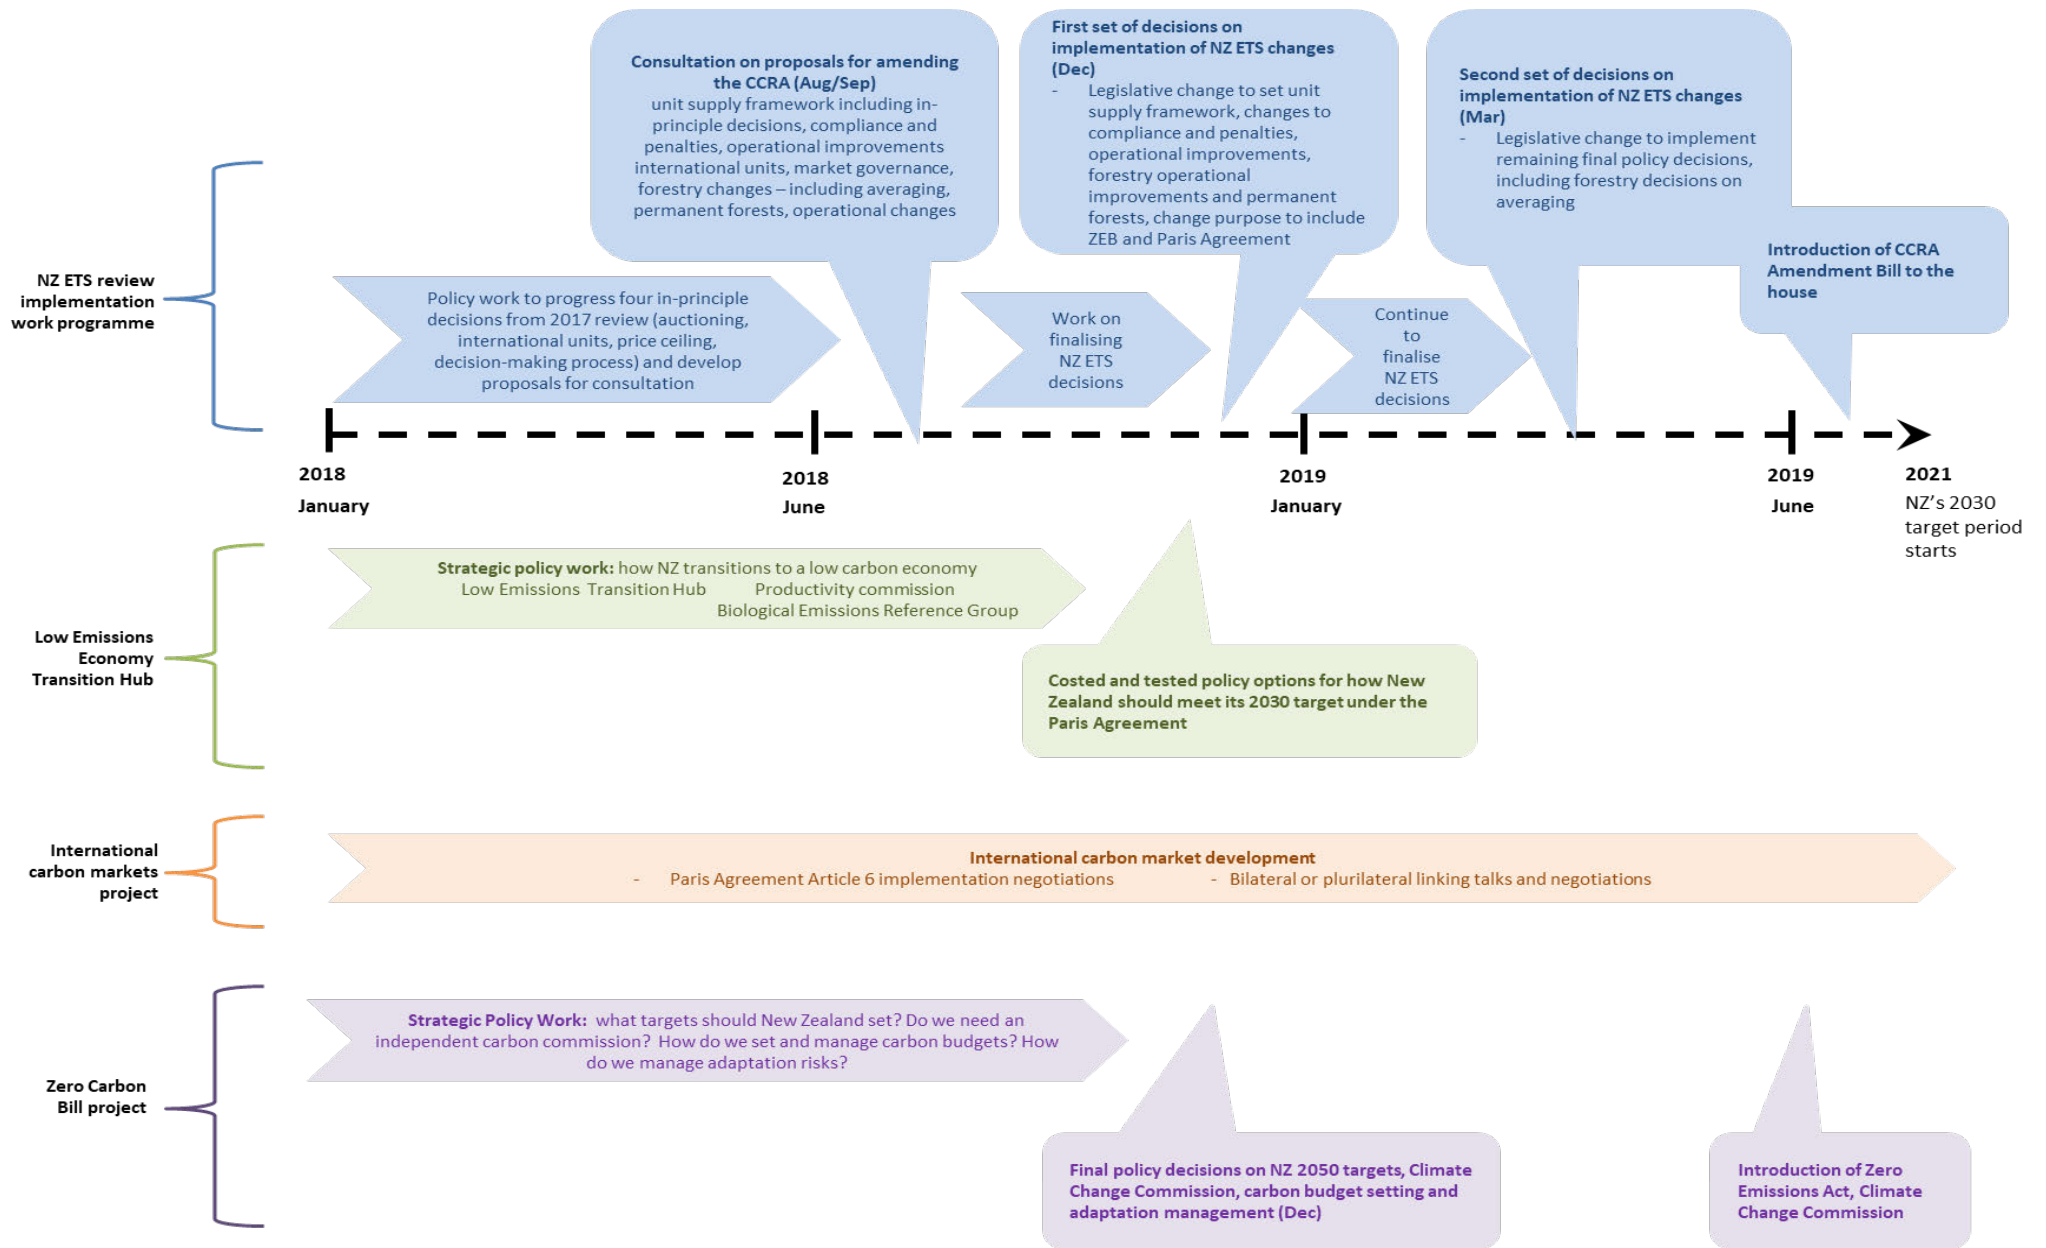 Consultation on proposals for amending
the CCRA (Aug/Sep)
unit supply framework including in-
principle decisions, compliance and
penalties, operational improvements
international units, market governance,
forestry changes – including averaging,
permanent forests, operational changes
First set of decisions on
implementation of NZ ETS changes
(Dec)
- Legislative change to set unit
supply framework, changes to
compliance and penalties,
operational improvements,
forestry operational
improvements and permanent
forests, change purpose to include
ZEB and Paris Agreement
Second set of decisions on
implementation of NZ ETS changes
(Mar)
- Legislative change to implement
remaining final policy decisions,
including forestry decisions on
averaging
Introduction of CCRA
Amendment Bill to the
house
NZ ETS review
implementation
work programme
Policy work to progress four in-principle
decisions from 2017 review (auctioning,
international units, price ceiling,
decision-making process) and develop
proposals for consultation
Work on
finalising
NZ ETS
decisions
Continue
to
finalise
NZ ETS
decisions
2018
January
2018
June
2019
January
2019
June
2021
NZ's 2030
target period
starts
Low Emissions
Economy
Transition Hub
Strategic policy work: how NZ transitions to a low carbon economy
Low Emissions Transition Hub Productivity commission
Biological Emissions Reference Group
Costed and tested policy options for how New
Zealand should meet its 2030 target under the
Paris Agreement
International
carbon markets
project
International carbon market development
- Paris Agreement Article 6 implementation negotiations - Bilateral or plurilateral linking talks and negotiations
Zero Carbon
Bill project
Strategic Policy Work: what targets should New Zealand set? Do we need an
independent carbon commission? How do we set and manage carbon budgets? How
do we manage adaptation risks?
Final policy decisions on NZ 2050 targets, Climate
Change Commission, carbon budget setting and
adaptation management (Dec)
Introduction of Zero
Emissions Act, Climate
Change Commission